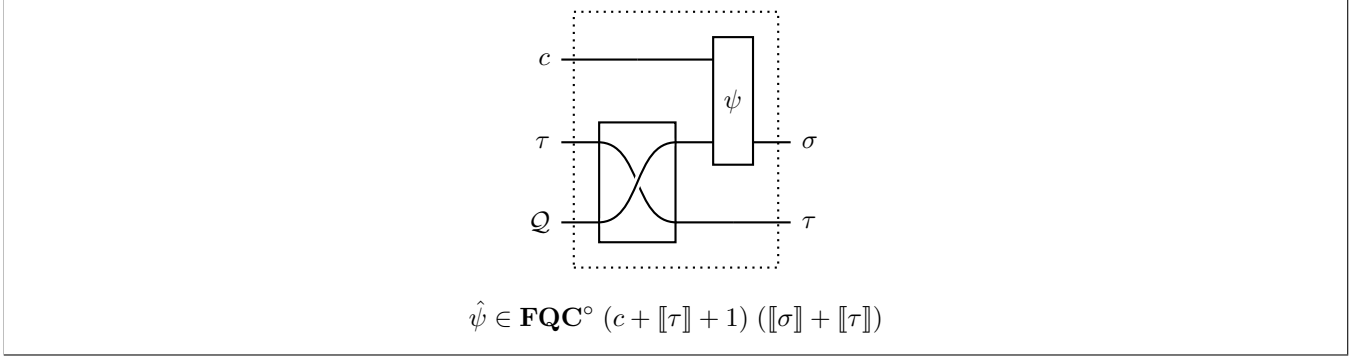 c
ψ
τ
σ
𝒬
τ
ψ̂ ∈ FQC° (c + ⟦τ⟧ + 1) (⟦σ⟧ + ⟦τ⟧)